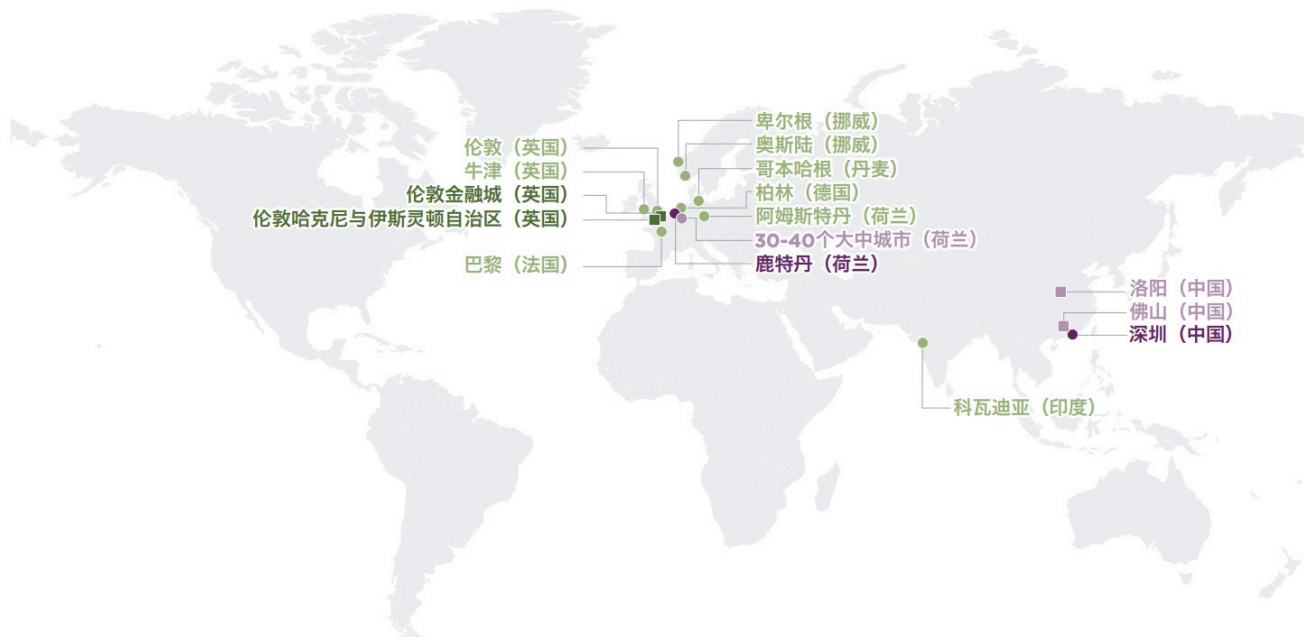 伦敦（英国）
牛津（英国）
伦敦金融城（英国）
伦敦哈克尼与伊斯灵顿自治区（英国）
巴黎（法国）
卑尔根（挪威）
奥斯陆（挪威）
哥本哈根（丹麦）
柏林（德国）
阿姆斯特丹（荷兰）
30-40个大中城市（荷兰）
鹿特丹（荷兰）
洛阳（中国）
佛山（中国）
深圳（中国）
科瓦迪亚（印度）